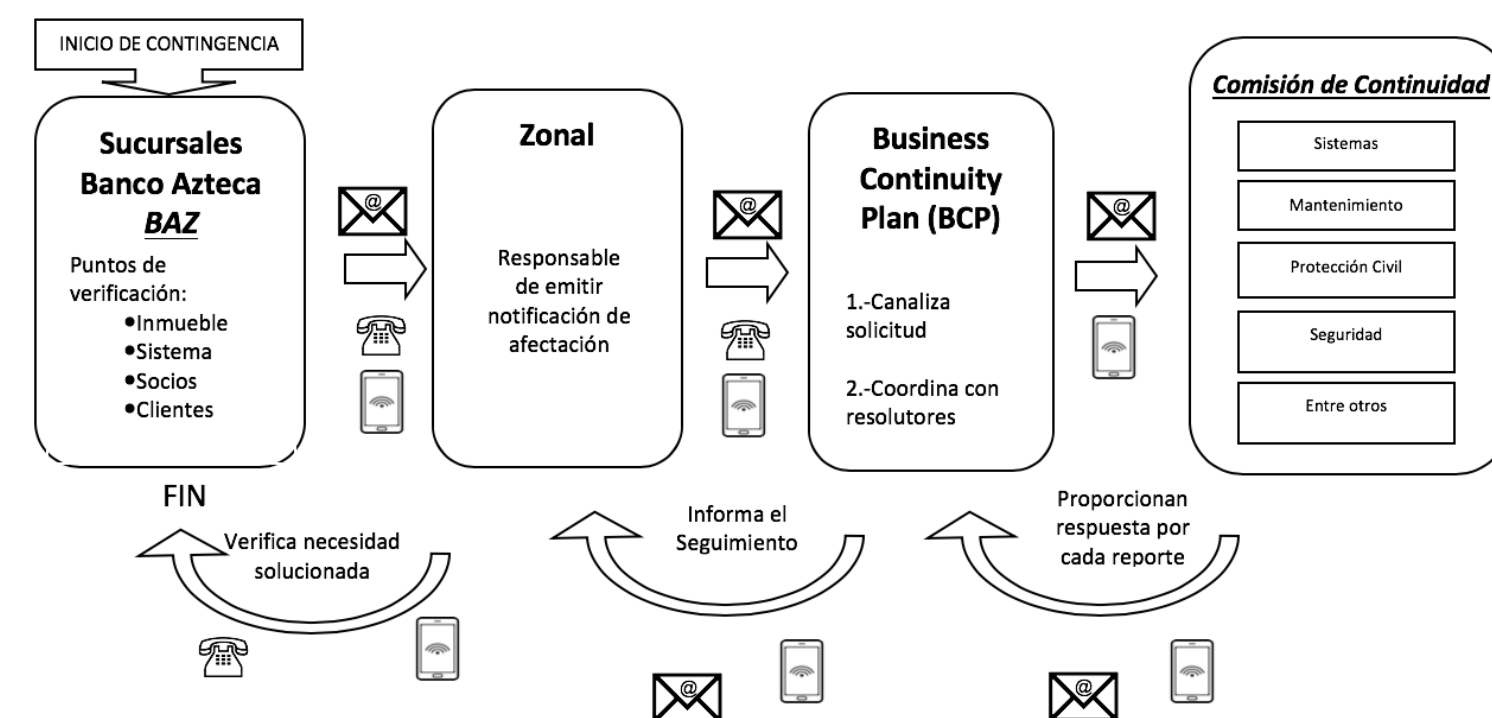 INICIO DE CONTINGENCIA
Sucursales
Banco Azteca
BAZ
Puntos de
verificación:
•Inmueble
•Sistema
•Socios
•Clientes
@
Zonal
Responsable
de emitir
notificación de
afectación
@
Business
Continuity
Plan (BCP)
1.-Canaliza
solicitud
2.-Coordina con
resolutores
@
Comisión de Continuidad
Sistemas
Mantenimiento
Protección Civil
Seguridad
Entre otros
FIN
Verifica necesidad
solucionada
Informa el
Seguimiento
@
Proporcionan
respuesta por
cada reporte
@